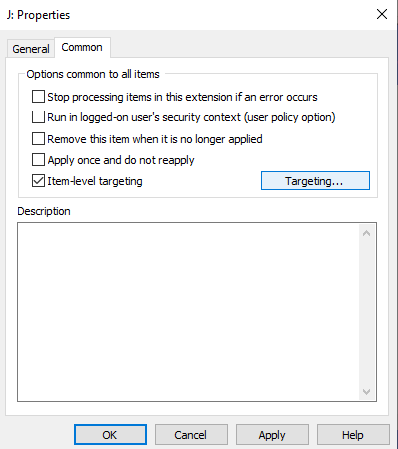 J: Properties
General
Common
Options common to all items
Stop processing items in this extension if an error occurs
Run in logged-on user's security context (user policy option)
Remove this item when it is no longer applied
Apply once and do not reapply
Item-level targeting
Targeting...
Description
OK
Cancel
Apply
Help